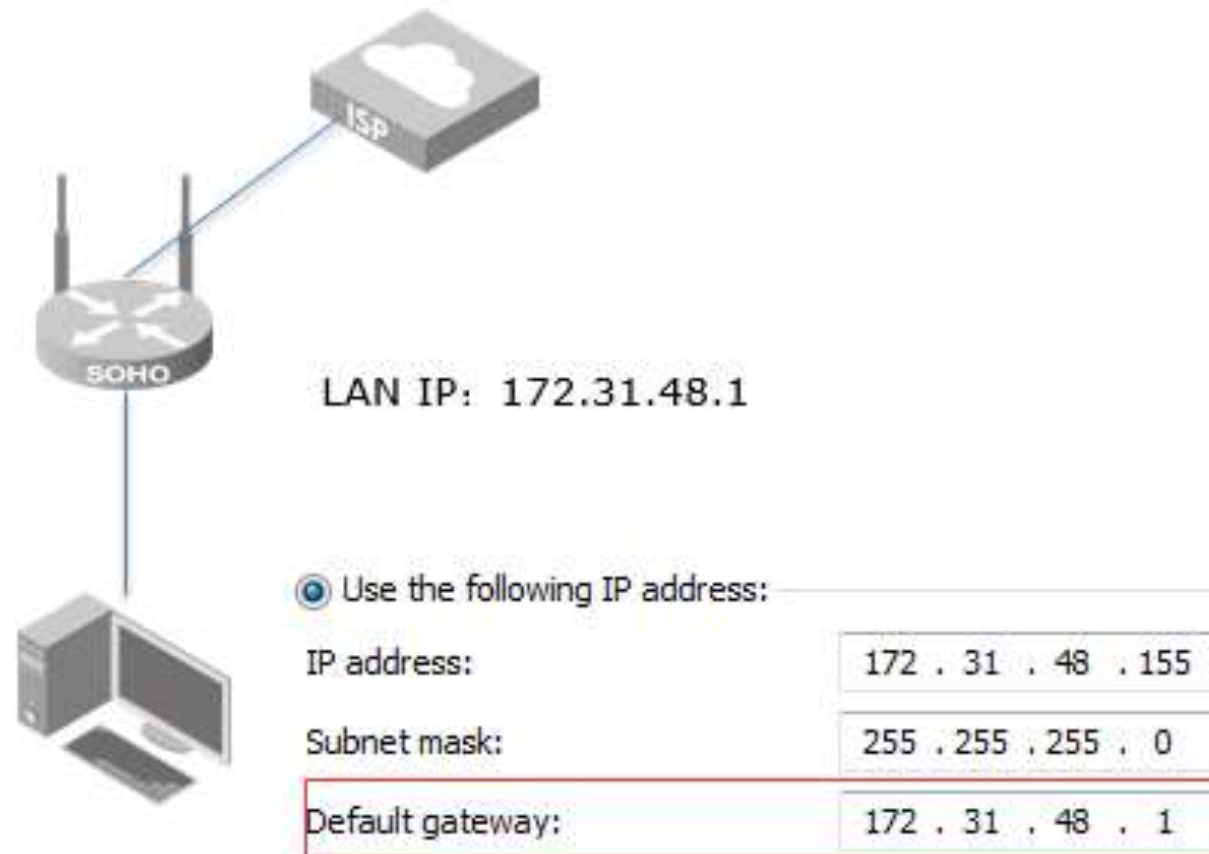 ISP
SOHO
LAN IP: 172.31.48.1
Use the following IP address:
IP address: 172 . 31 . 48 . 155
Subnet mask: 255 . 255 . 255 . 0
Default gateway: 172 . 31 . 48 . 1